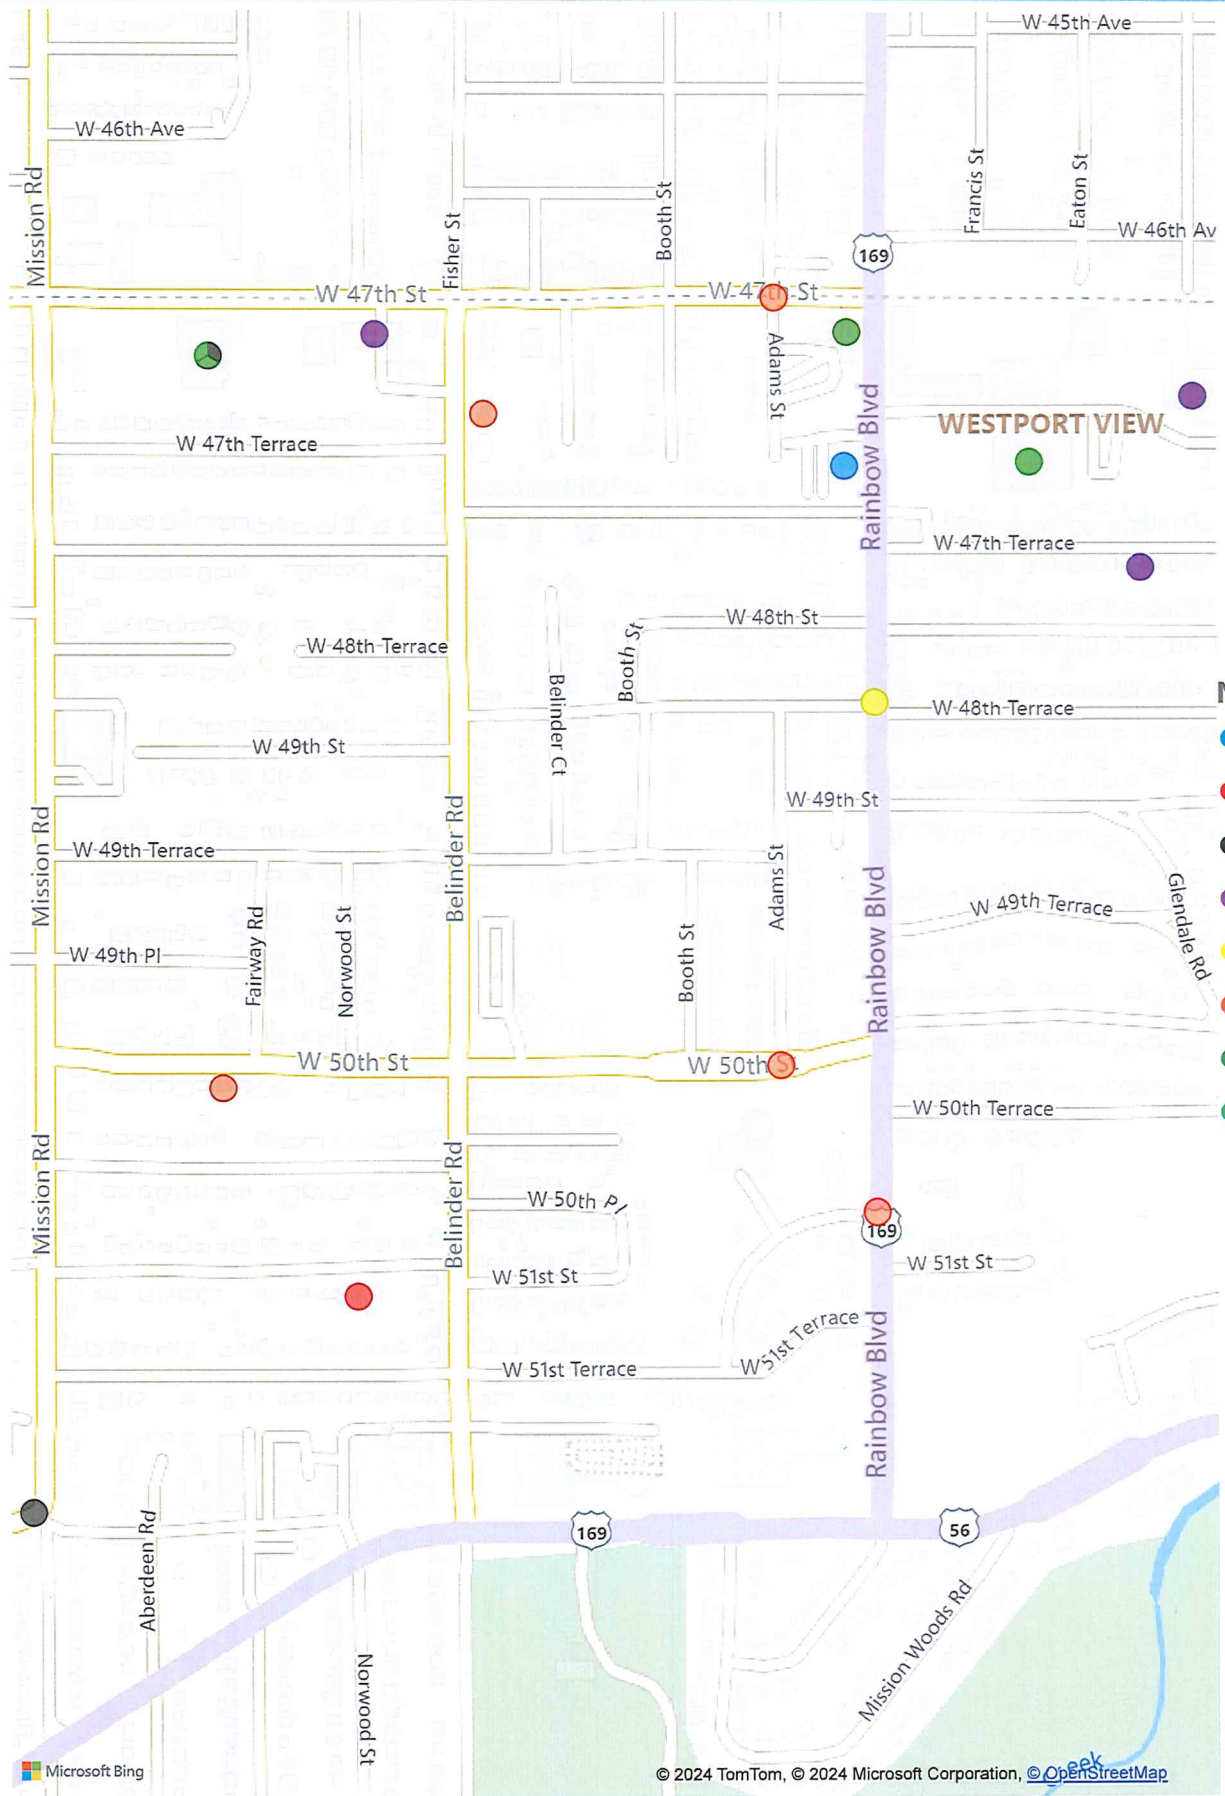 W 45th Ave
W 46th Ave
Mission Rd
Fisher St
Booth St
Francis St
Eaton St
W 46th Av
169
W 47th St
W 47th St
Adams St
Rainbow Blvd
WESTPORT VIEW
W 47th Terrace
W 47th Terrace
W 48th St
Booth St
W 48th Terrace
Belinder Ct
W 48th Terrace
W 49th St
W 49th St
Mission Rd
Belinder Rd
W 49th Terrace
Adams St
Rainbow Blvd
Glendale Rd
W 49th Terrace
Fairway Rd
Norwood St
Booth St
W 49th Pl
W 50th St
W 50th St
W 50th Terrace
Mission Rd
Belinder Rd
W 50th Pl
169
W 51st St
W 51st St
Rainbow Blvd
W 51st Terrace
W 51st Terrace
169
56
Aberdeen Rd
Mission Woods Rd
Norwood St
Microsoft Bing
© 2024 TomTom, © 2024 Microsoft Corporation, © OpenStreetMap